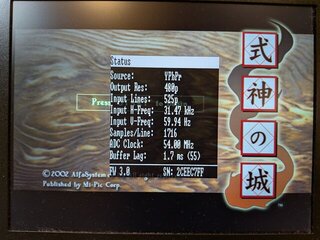 Status
Source: YPbPr
Output Res: 480p
Input Lines: 525p
Input H-Freq: 31.47 kHz
Input V-Freq: 59.94 Hz
Samples/Line: 1716
ADC Clock: 54.00 MHz
Buffer Lag: 1.7 ms (55)
FW 3.0 SN: 2CEEC7FF
Pres
式
神
の
城
© 2002 AlfaSystem
Published by Mi-Pic Corp.
TM